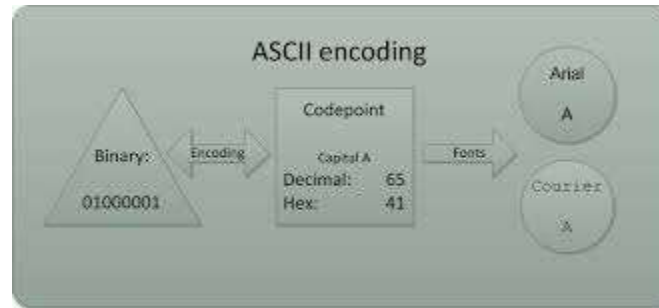 ASCII encoding
Binary:
01000001
Encoding
Codepoint
Capital A
Decimal: 65
Hex: 41
Fonts
Arial
A
Courier
A